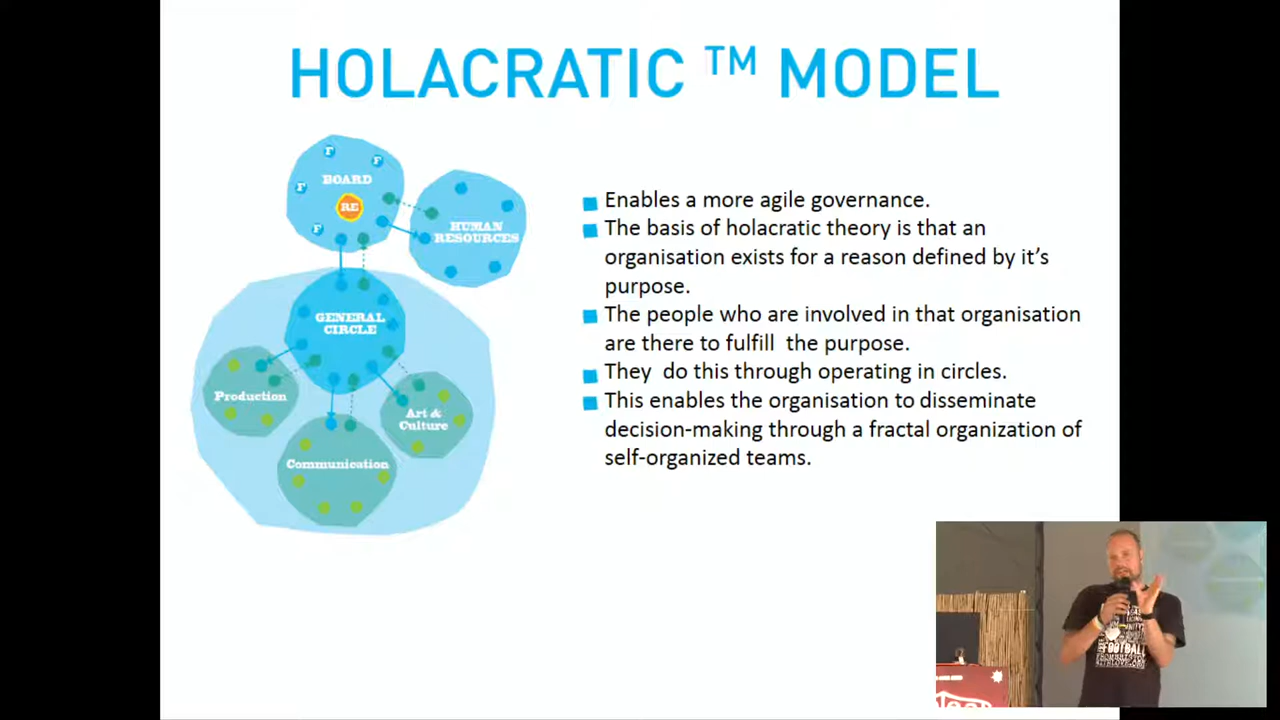 HOLACRATIC ™ MODEL
F
F
F
BOARD
RE
F
HUMAN
RESOURCES
GENERAL
CIRCLE
Production
Art &
Culture
Communication
Enables a more agile governance.
The basis of holacratic theory is that an
organisation exists for a reason defined by it’s
purpose.
The people who are involved in that organisation
are there to fulfill the purpose.
They do this through operating in circles.
This enables the organisation to disseminate
decision-making through a fractal organization of
self-organized teams.
FOOTBALL